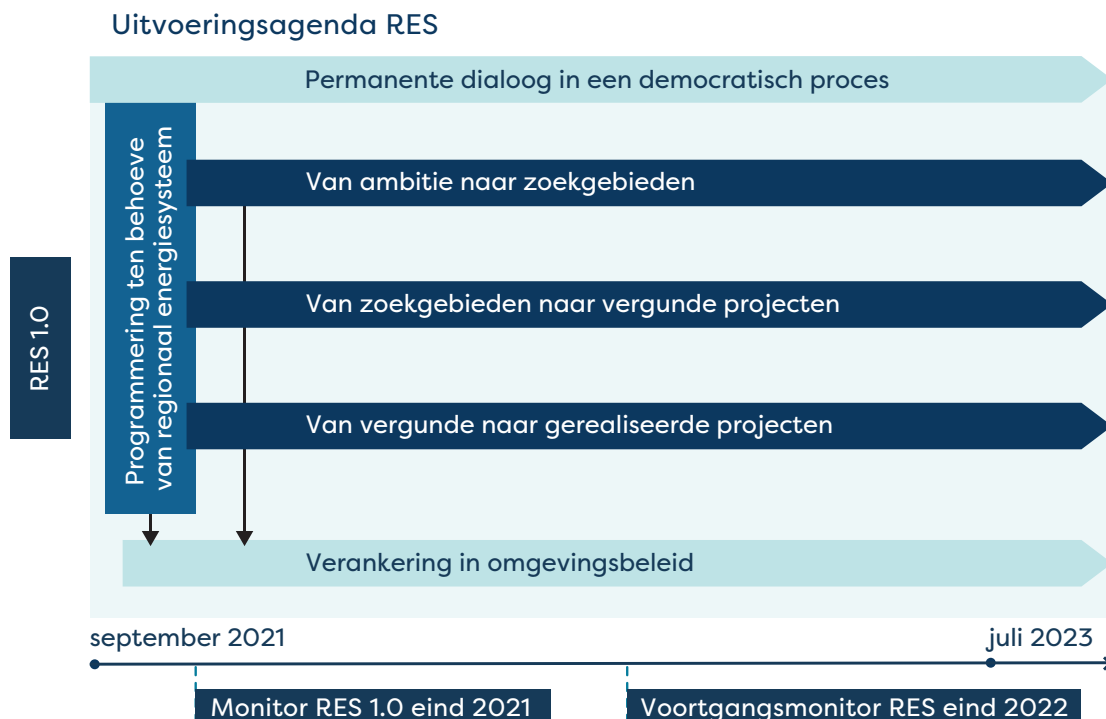 Uitvoeringsagenda RES
Permanente dialoog in een democratisch proces
RES 1.0
Programmering ten behoeve
van regionaal energiesysteem
Van ambitie naar zoekgebieden
Van zoekgebieden naar vergunde projecten
Van vergunde naar gerealiseerde projecten
Verankering in omgevingsbeleid
september 2021
juli 2023
Monitor RES 1.0 eind 2021
Voortgangsmonitor RES eind 2022